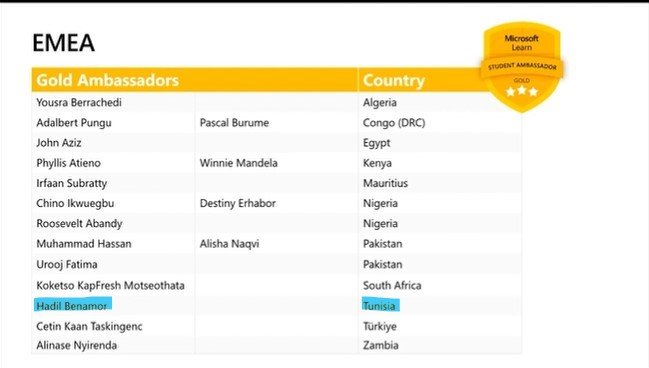 EMEA
Microsoft
Learn
STUDENT AMBASSADOR
GOLD
Gold Ambassadors Country
Yousra Berrachedi Algeria
Adalbert Pungu Pascal Burume Congo (DRC)
John Aziz Egypt
Phyllis Atieno Winnie Mandela Kenya
Irfaan Subratty Mauritius
Chino Ikwuegbu Destiny Erhabor Nigeria
Roosevelt Abandy Nigeria
Muhammad Hassan Alisha Naqvi Pakistan
Urooj Fatima Pakistan
Koketso KapFresh Motseothata South Africa
Hadil Benamor Tunisia
Cetin Kaan Taskingenc Türkiye
Alinase Nyirenda Zambia